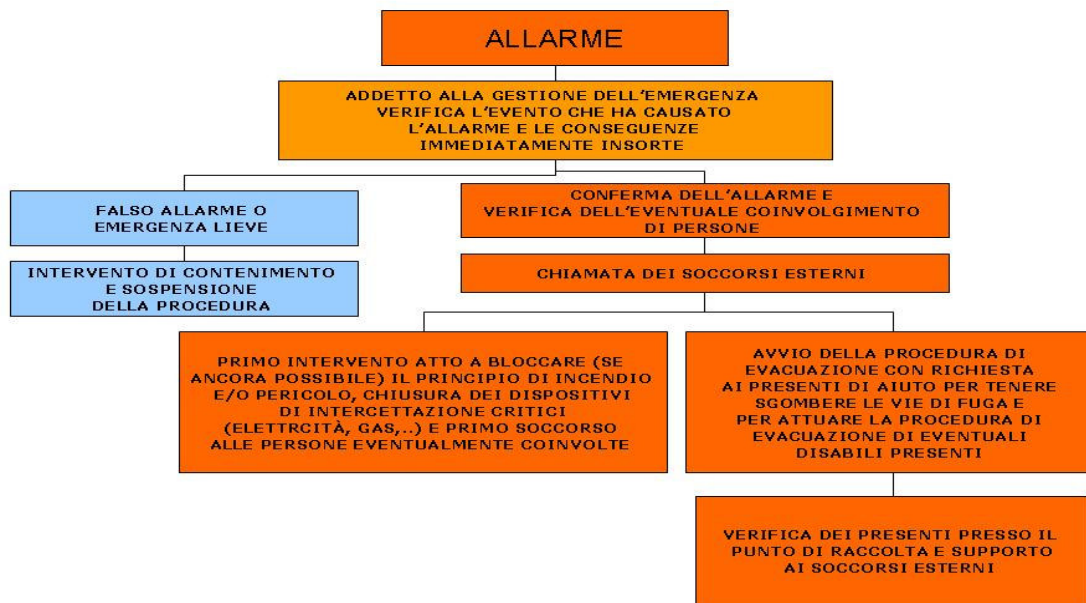 ALLARME
ADDETTO ALLA GESTIONE DELL'EMERGENZA
VERIFICA L'EVENTO CHE HA CAUSATO
L'ALLARME E LE CONSEGUENZE
IMMEDIATAMENTE INSORTE
FALSO ALLARME O
EMERGENZA LIEVE
INTERVENTO DI CONTENIMENTO
E SOSPENSIONE
DELLA PROCEDURA
CONFERMA DELL'ALLARME E
VERIFICA DELL'EVENTUALE COINVOLGIMENTO
DI PERSONE
CHIAMATA DEI SOCCORSI ESTERNI
PRIMO INTERVENTO ATTO A BLOCCARE (SE
ANCORA POSSIBILE) IL PRINCIPIO DI INCENDIO
E/O PERICOLO, CHIUSURA DEI DISPOSITIVI
DI INTERCETTAZIONE CRITICI
(ELETTRCITÀ, GAS,..) E PRIMO SOCCORSO
ALLE PERSONE EVENTUALMENTE COINVOLTE
AVVIO DELLA PROCEDURA DI
EVACUAZIONE CON RICHIESTA
AI PRESENTI DI AIUTO PER TENERE
SGOMBERE LE VIE DI FUGA E
PER ATTUARE LA PROCEDURA DI
EVACUAZIONE DI EVENTUALI
DISABILI PRESENTI
VERIFICA DEI PRESENTI PRESSO IL
PUNTO DI RACCOLTA E SUPPORTO
AI SOCCORSI ESTERNI